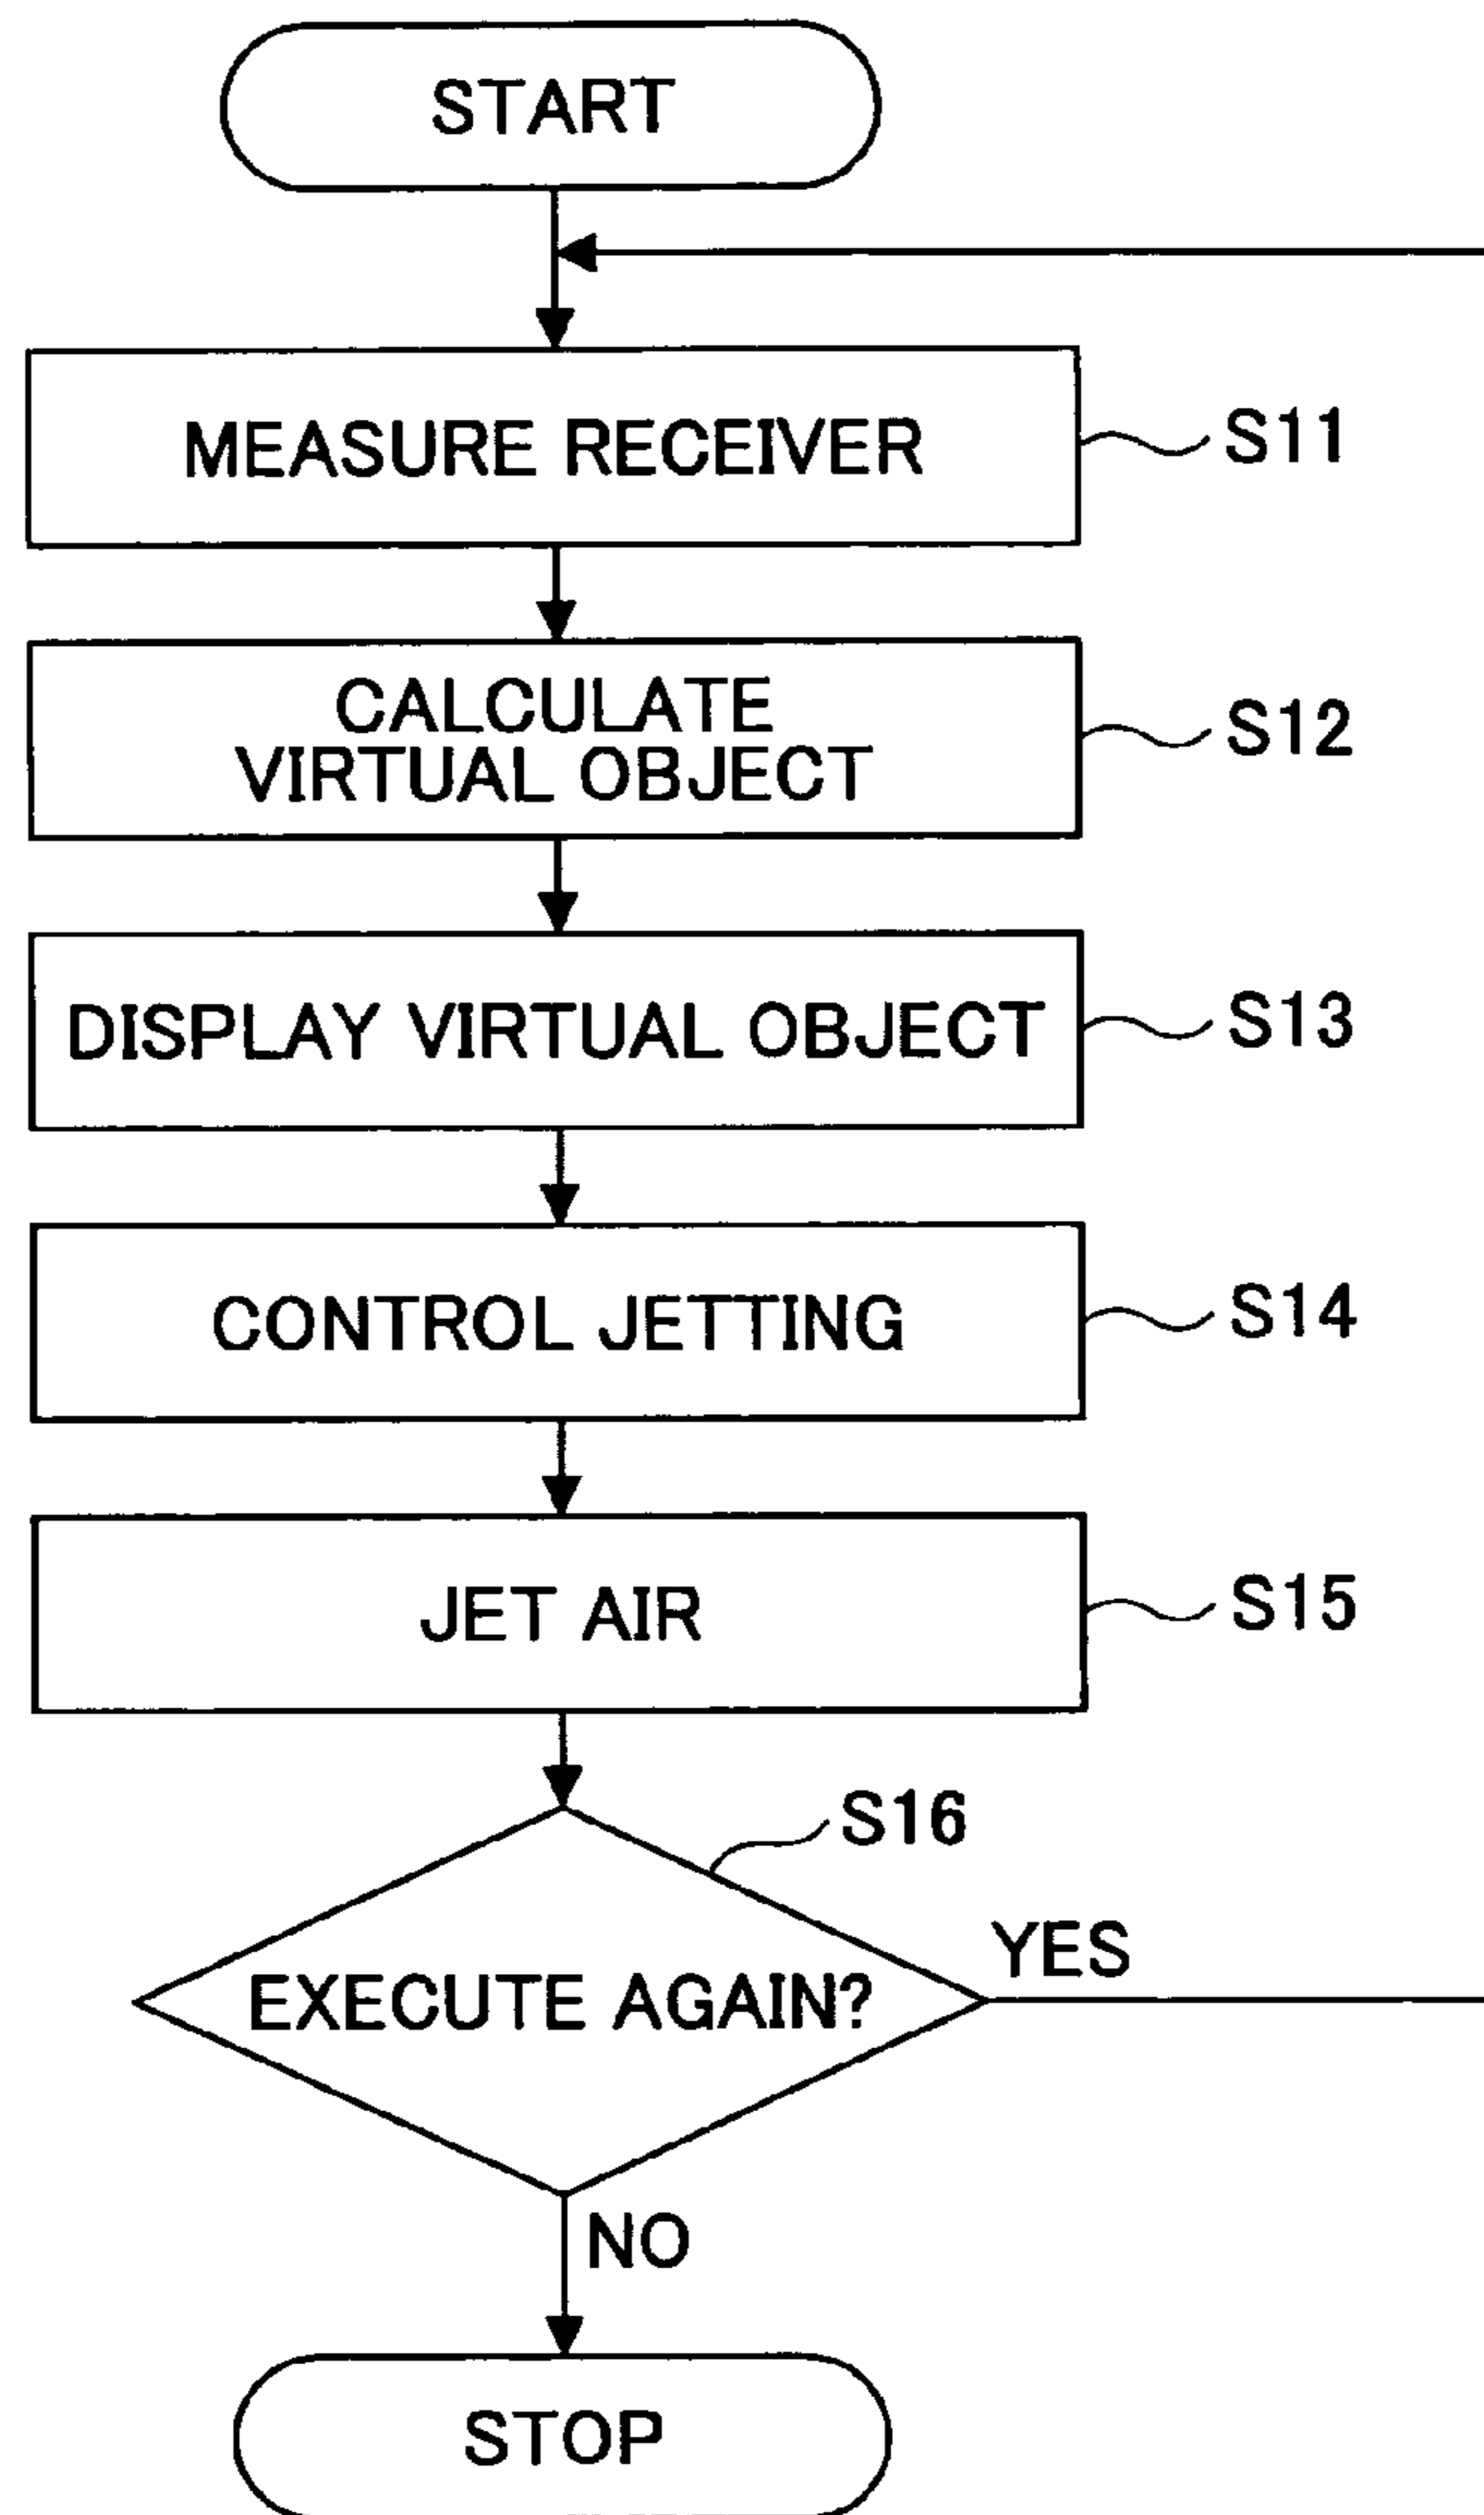 START
MEASURE RECEIVER
S11
CALCULATE
VIRTUAL OBJECT
S12
DISPLAY VIRTUAL OBJECT
S13
CONTROL JETTING
S14
JET AIR
S15
S16
EXECUTE AGAIN?
YES
NO
STOP